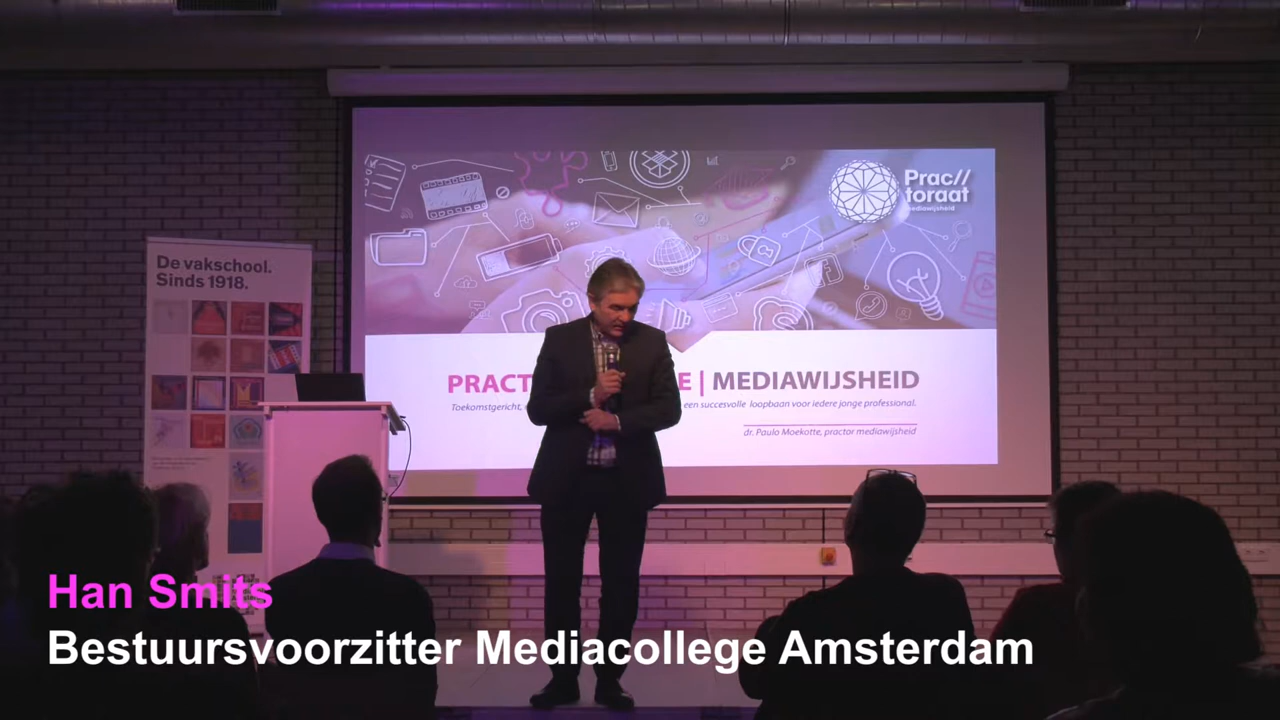 De vakschool.
Sinds 1918.
Prac//
toraat
mediawijsheid
PRACT E | MEDIAWIJSHEID
Toekomstgericht, een succesvolle loopbaan voor iedere jonge professional.
dr. Paulo Moekotte, practor mediawijsheid
Han Smits
Bestuursvoorzitter Mediacollege Amsterdam